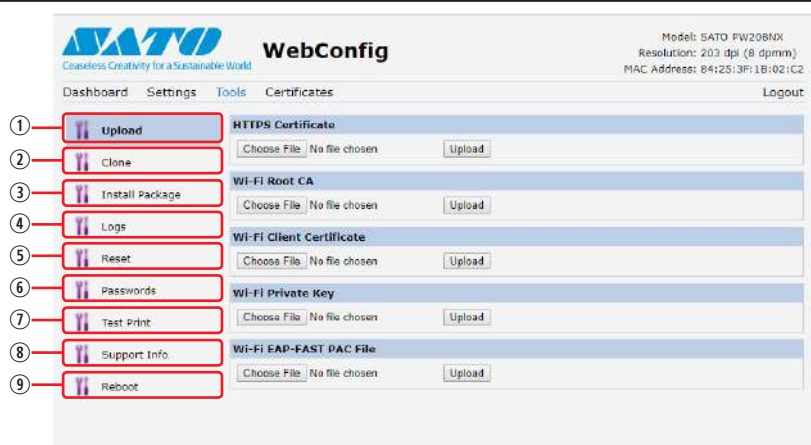 SATO
Ceaseless Creativity for a Sustainable World
WebConfig
Model: SATO PW208NX
Resolution: 203 dpi (8 dpmm)
MAC Address: 84:25:3F:1B:02:C2
Dashboard Settings Tools Certificates Logout
① Upload
② Clone
③ Install Package
④ Logs
⑤ Reset
⑥ Passwords
⑦ Test Print
⑧ Support Info
⑨ Reboot
HTTPS Certificate
Choose File No file chosen Upload
Wi-Fi Root CA
Choose File No file chosen Upload
Wi-Fi Client Certificate
Choose File No file chosen Upload
Wi-Fi Private Key
Choose File No file chosen Upload
Wi-Fi EAP-FAST PAC File
Choose File No file chosen Upload